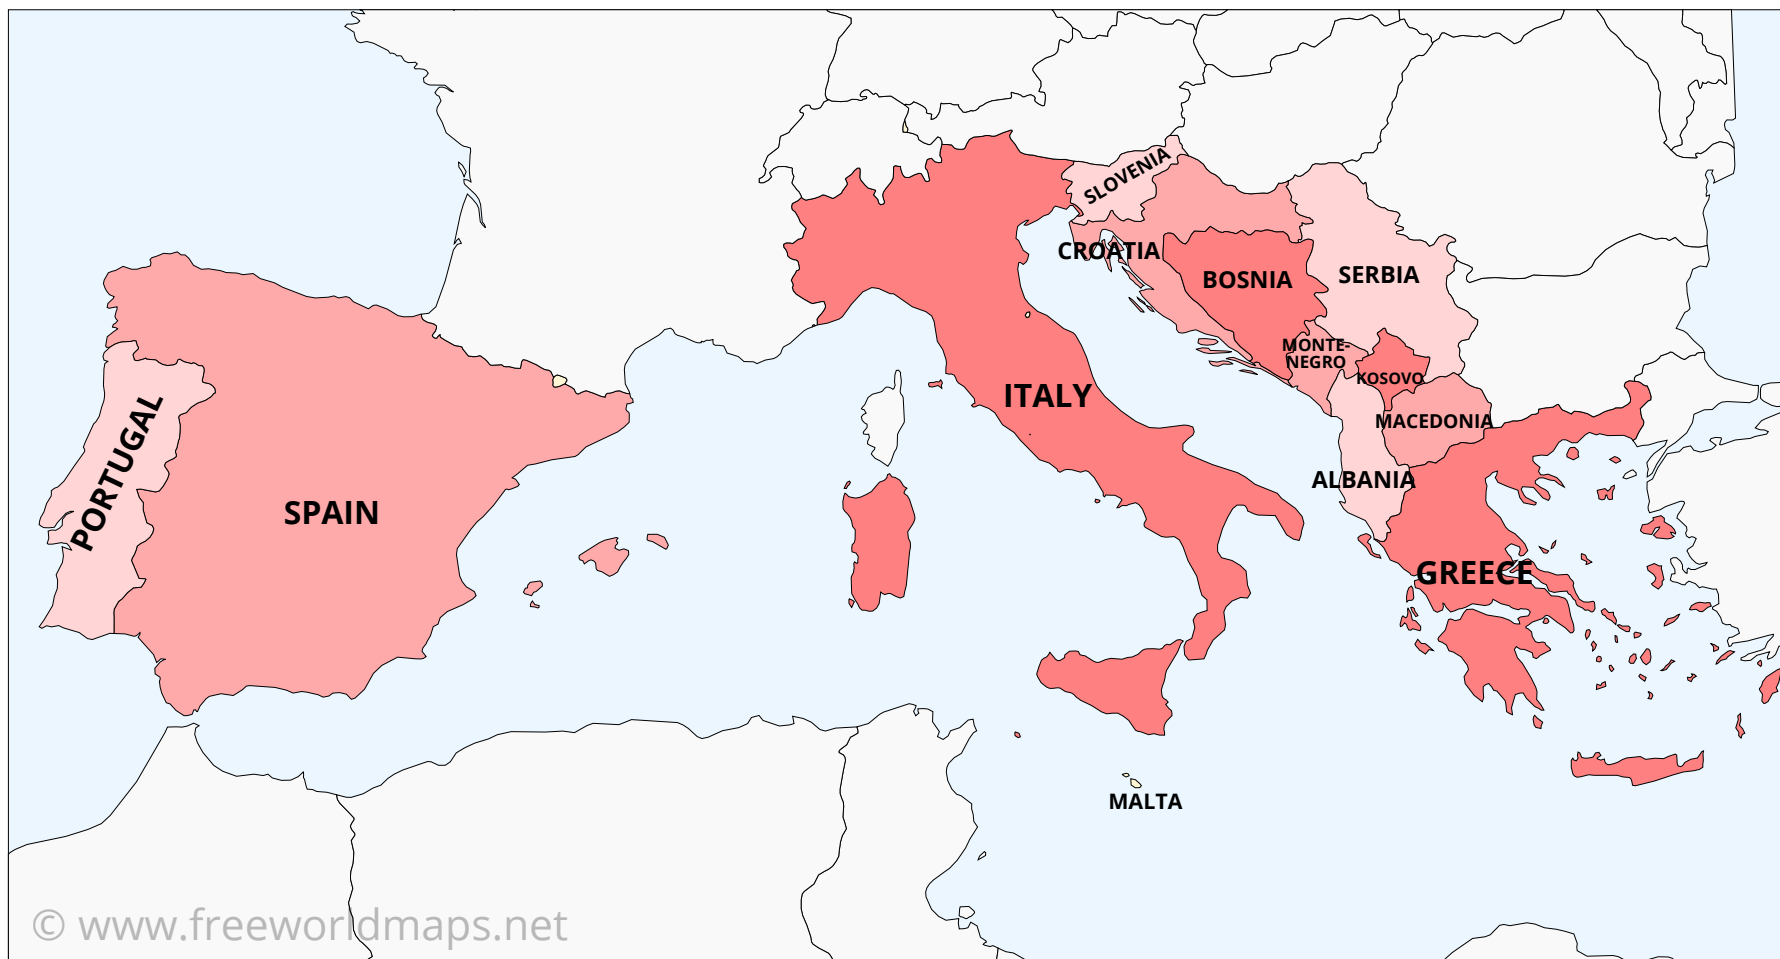 SLOVENIA
CROATIA
BOSNIA
SERBIA
MONTE-
NEGRO
KOSOVO
ITALY
MACEDONIA
PORTUGAL
ALBANIA
SPAIN
GREECE
MALTA
© www.freeworldmaps.net